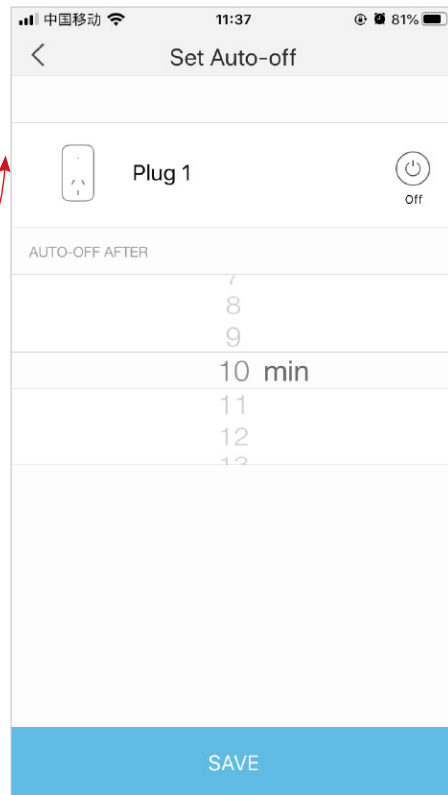 中国移动 11:37 81%
Set Auto-off
Plug 1
Off
AUTO-OFF AFTER
7
8
9
10 min
11
12
13
SAVE